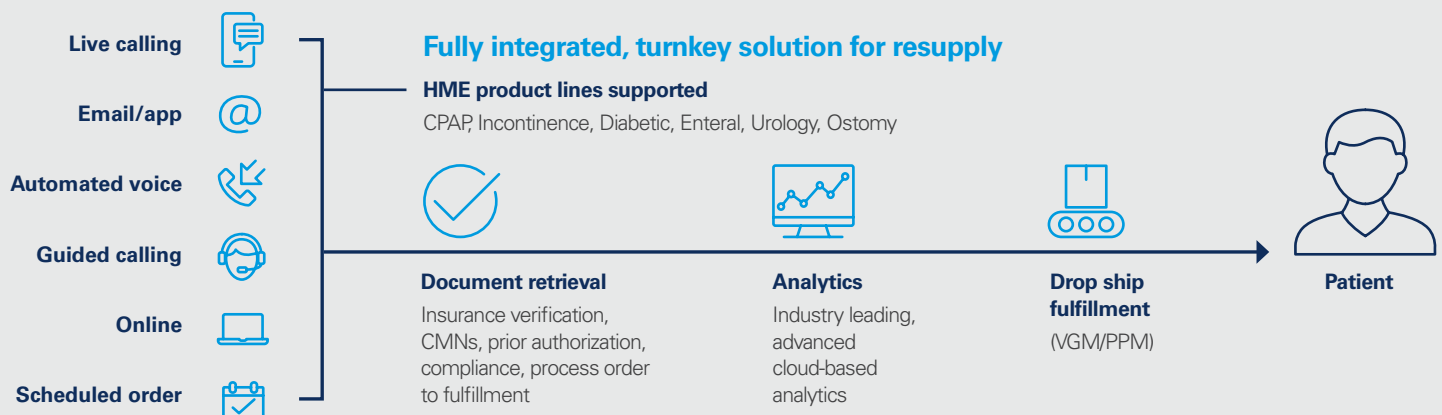 Live calling
Email/app
Automated voice
Guided calling
Online
Scheduled order
Fully integrated, turnkey solution for resupply
HME product lines supported
CPAP, Incontinence, Diabetic, Enteral, Urology, Ostomy
Document retrieval
Insurance verification,
CMNs, prior authorization,
compliance, process order
to fulfillment
Analytics
Industry leading,
advanced
cloud-based
analytics
Drop ship
fulfillment
(VGM/PPM)
Patient